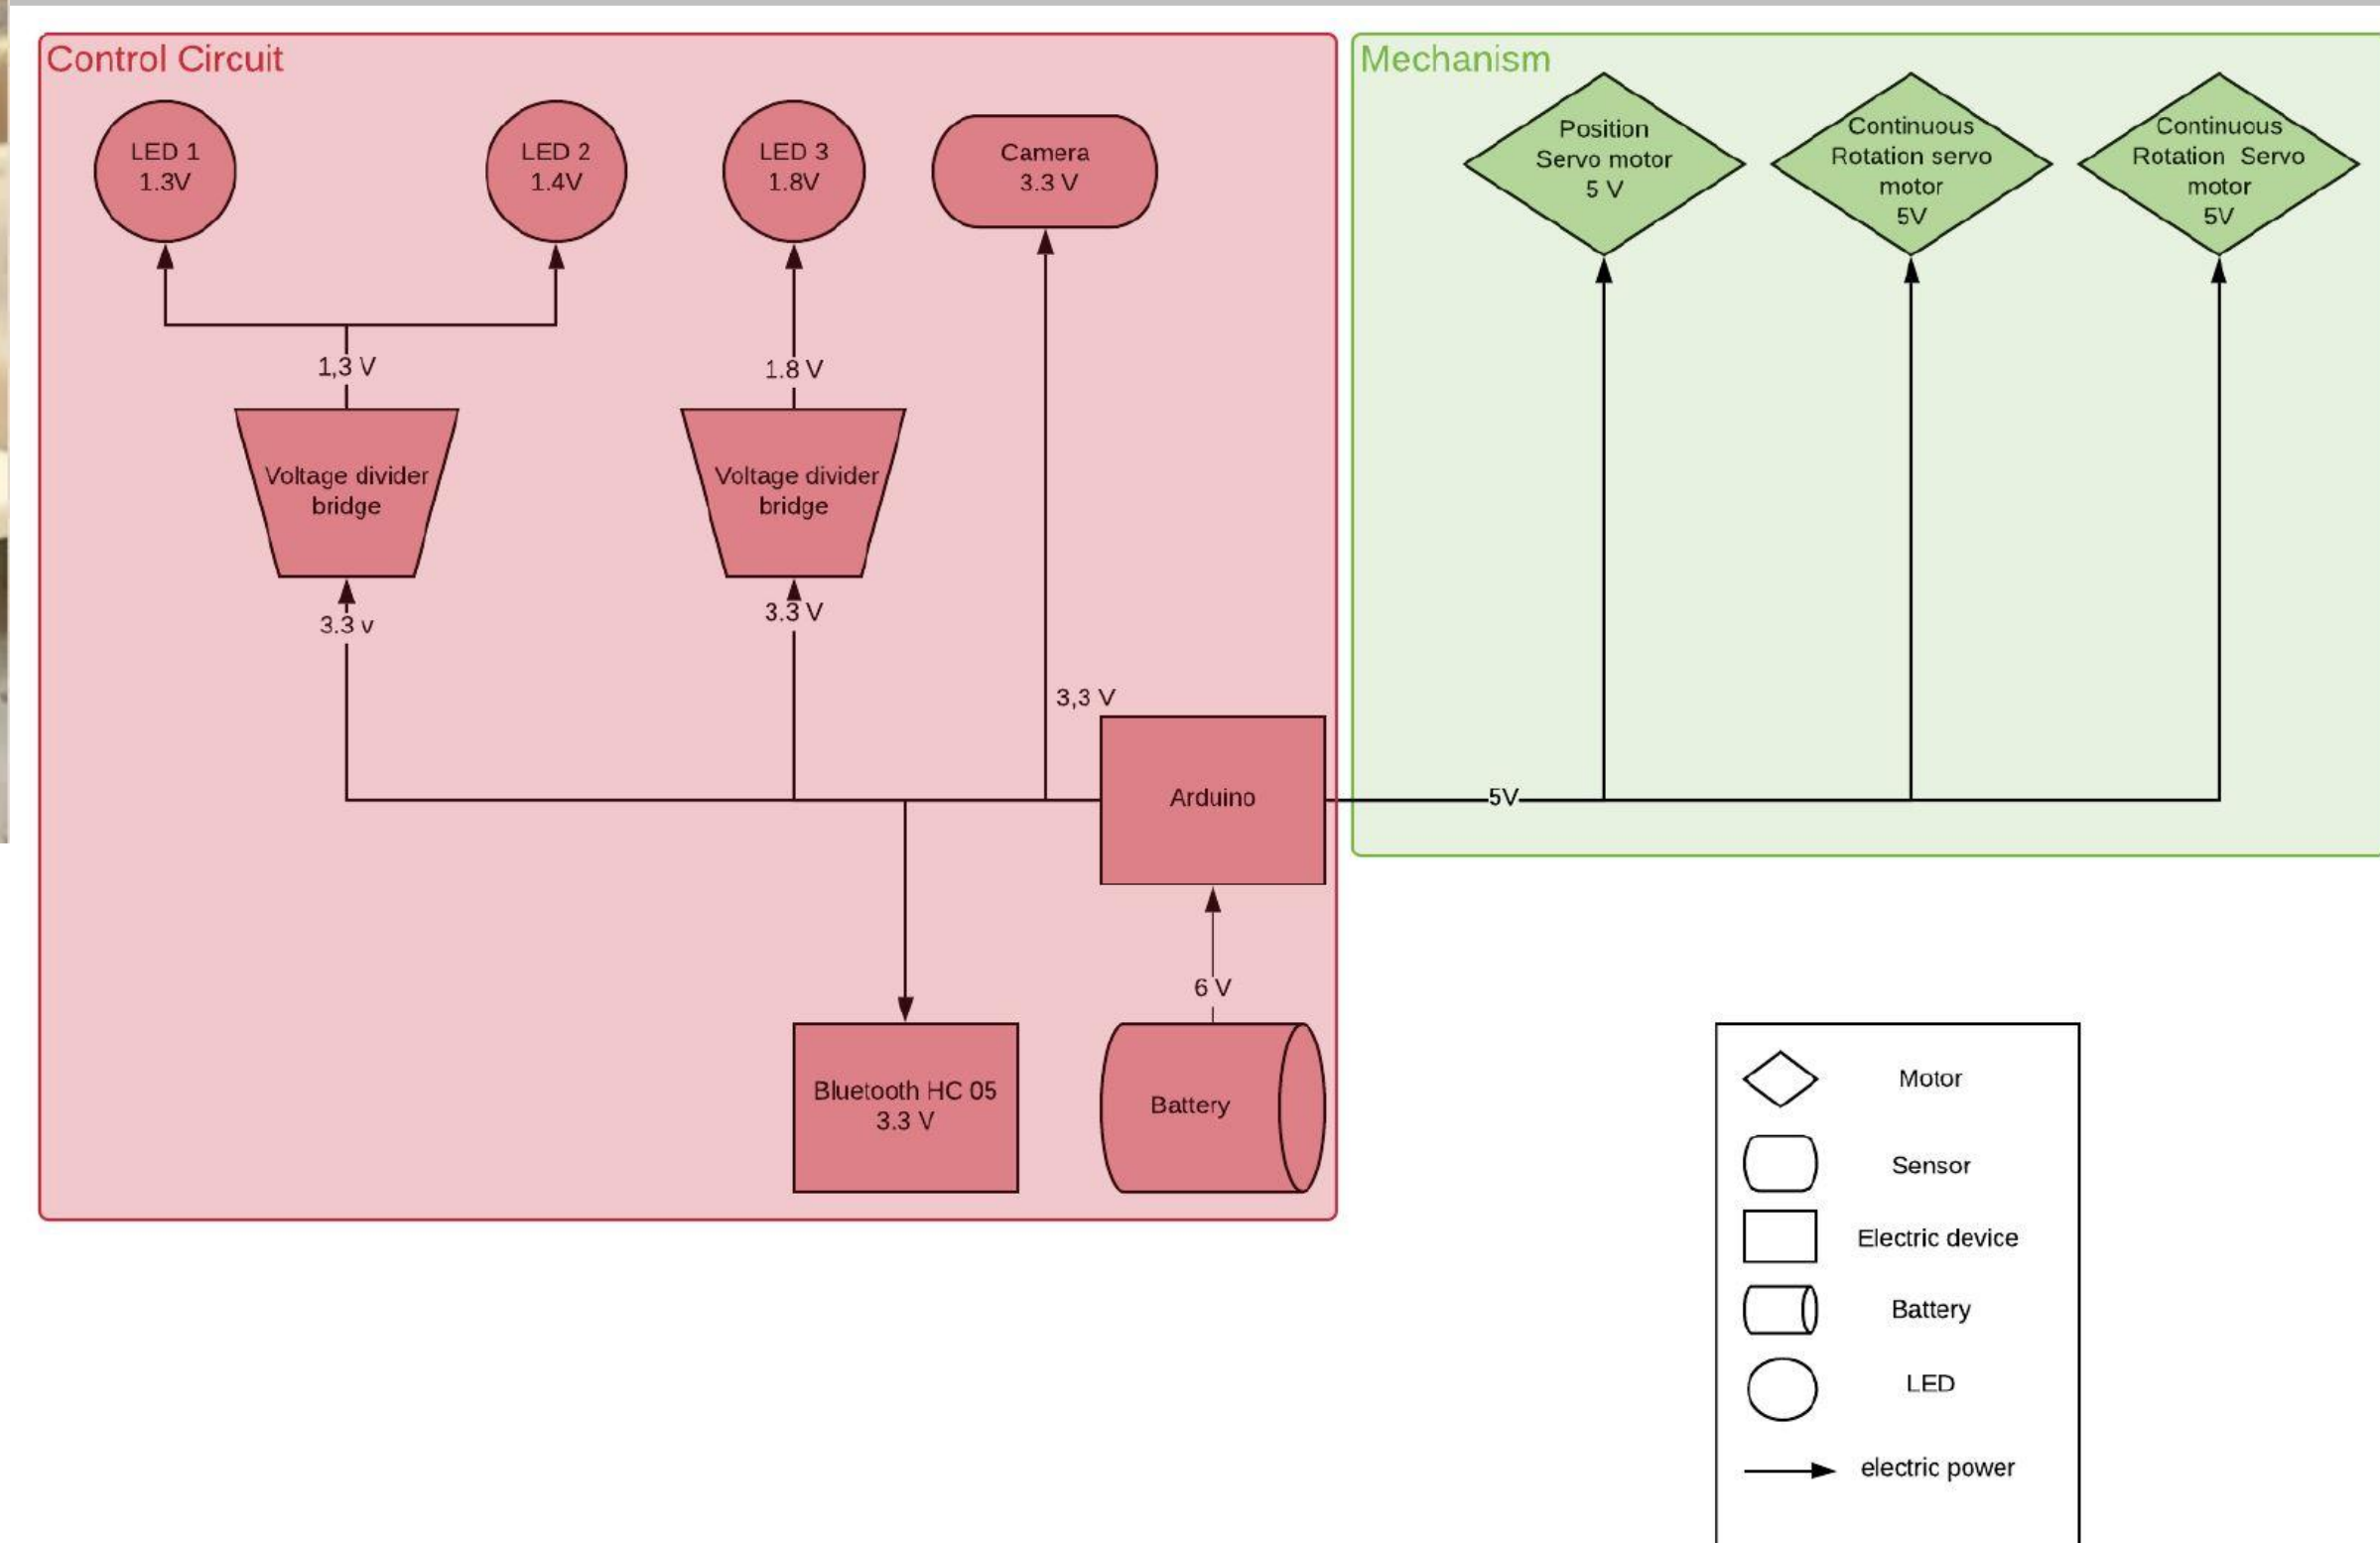 Control Circuit
LED 1
1.3V
LED 2
1.4V
LED 3
1.8V
Camera
3.3 V
1,3 V
1.8 V
Voltage divider
bridge
Voltage divider
bridge
3.3 v
3.3 V
3,3 V
Arduino
6 V
Bluetooth HC 05
3.3 V
Battery
Mechanism
Position
Servo motor
5 V
Continuous
Rotation servo
motor
5V
Continuous
Rotation Servo
motor
5V
5V
Motor
Sensor
Electric device
Battery
LED
electric power